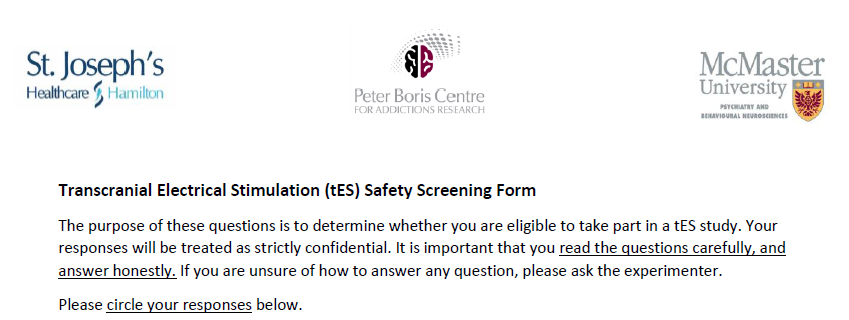 St. Joseph's
Healthcare Hamilton
Peter Boris Centre
FOR ADDICTIONS RESEARCH
McMaster
University
PSYCHIATRY AND
BEHAVIOURAL NEUROSCIENCES
Transcranial Electrical Stimulation (tES) Safety Screening Form
The purpose of these questions is to determine whether you are eligible to take part in a tES study. Your
responses will be treated as strictly confidential. It is important that you read the questions carefully, and
answer honestly. If you are unsure of how to answer any question, please ask the experimenter.
Please circle your responses below.